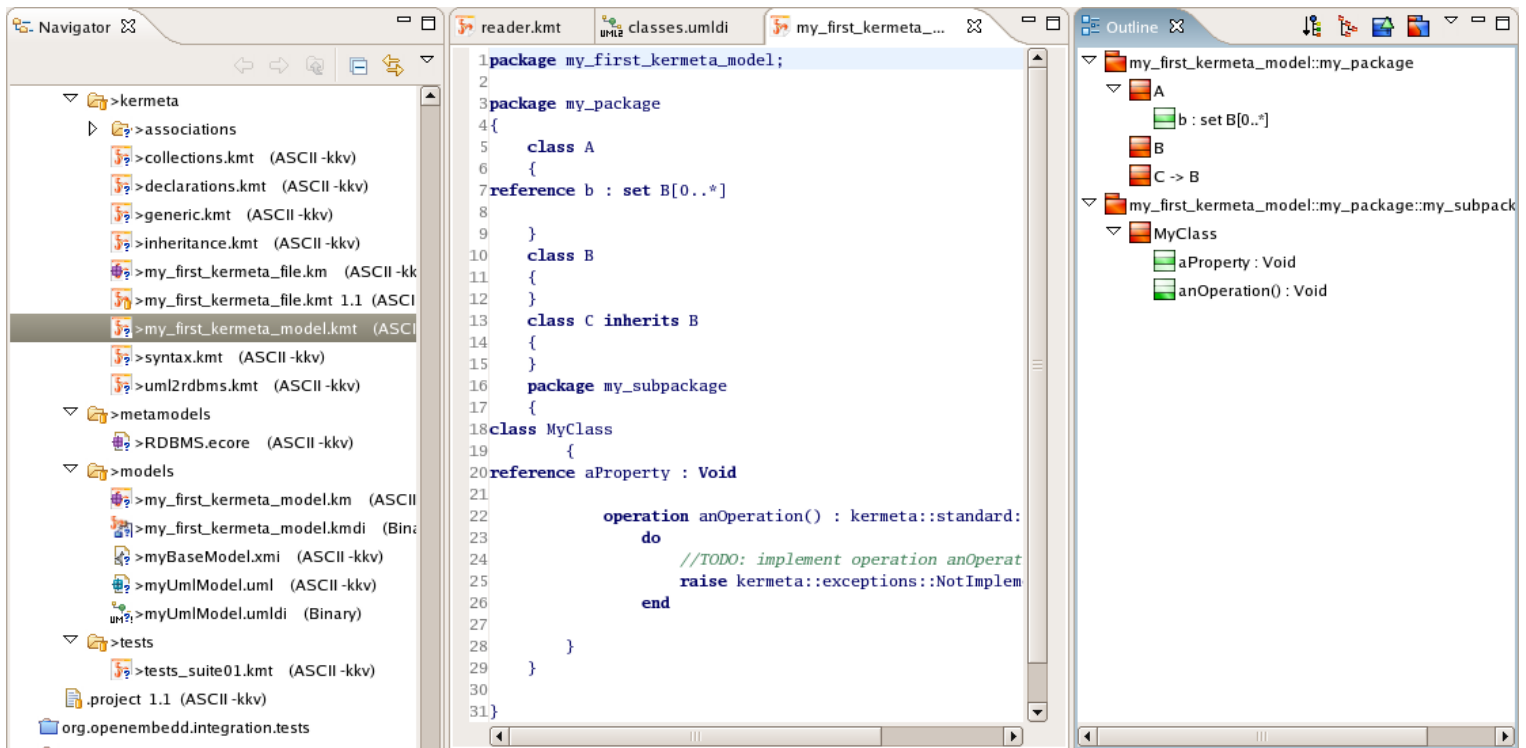 Navigator
>kermeta
>associations
>collections.kmt (ASCII -kkv)
>declarations.kmt (ASCII -kkv)
>generic.kmt (ASCII -kkv)
>inheritance.kmt (ASCII -kkv)
>my_first_kermeta_file.km (ASCII -kk
>my_first_kermeta_file.kmt 1.1 (ASCI
>my_first_kermeta_model.kmt (ASCI
>syntax.kmt (ASCII -kkv)
>uml2rdbms.kmt (ASCII -kkv)
>metamodels
>RDBMS.ecore (ASCII -kkv)
>models
>my_first_kermeta_model.km (ASCII
>my_first_kermeta_model.kmdi (Bina
>myBaseModel.xmi (ASCII -kkv)
>myUmlModel.uml (ASCII -kkv)
>myUmlModel.umldi (Binary)
>tests
>tests_suite01.kmt (ASCII -kkv)
.project 1.1 (ASCII -kkv)
org.openembedd.integration.tests
reader.kmt classes.umldi my_first_kermeta_...
1 package my_first_kermeta_model;
2
3 package my_package
4 {
5 class A
6 {
7 reference b : set B[0..*]
8
9 }
10 class B
11 {
12 }
13 class C inherits B
14 {
15 }
16 package my_subpackage
17 {
18 class MyClass
19 {
20 reference aProperty : Void
21
22 operation anOperation() : kermeta::standard:
23 do
24 //TODO: implement operation anOperat
25 raise kermeta::exceptions::NotImplem
26 end
27
28 }
29 }
30
31 }
Outline
my_first_kermeta_model::my_package
A
b : set B[0..*]
B
C -> B
my_first_kermeta_model::my_package::my_subpack
MyClass
aProperty : Void
anOperation() : Void